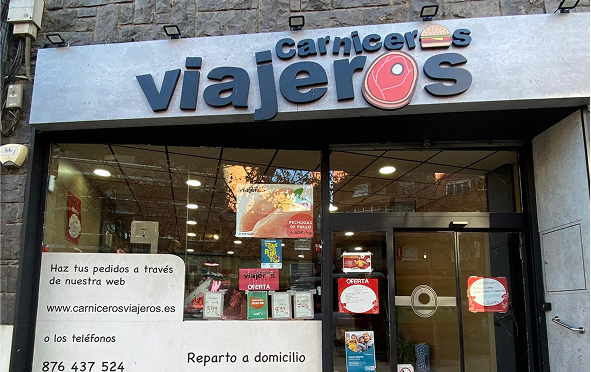 Carniceros
viajeros
viajeros
PECHUGAS
DE POLLO
viajeros
OFERTA
OFERTA
Haz tus pedidos a través
de nuestra web
www.carnicerosviajeros.es
o los teléfonos
876 437 524
Reparto a domicilio